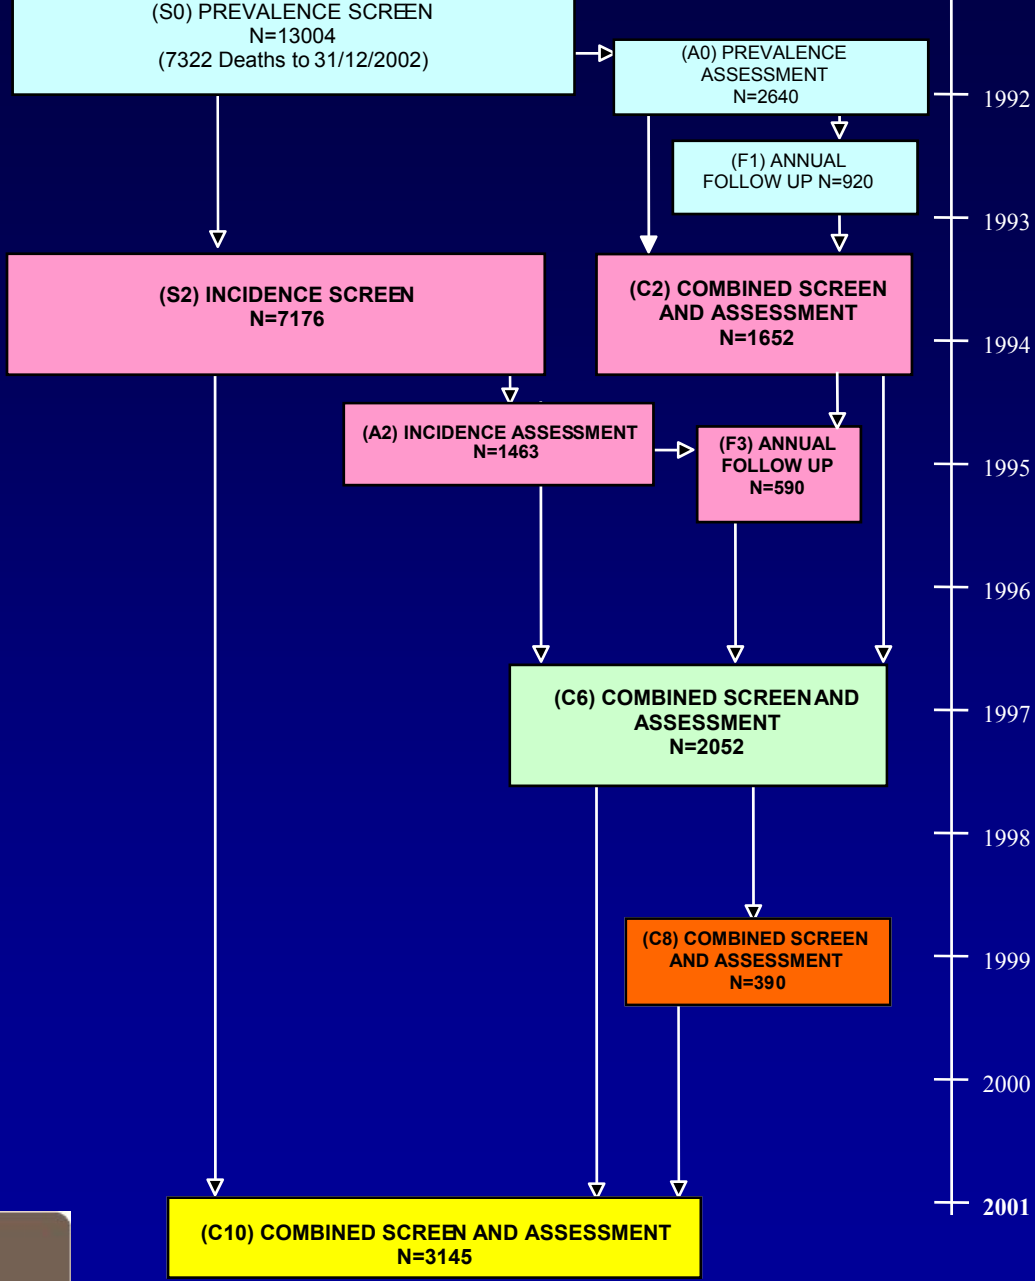 (S0) PREVALENCE SCREEN
N=13004
(7322 Deaths to 31/12/2002)
(A0) PREVALENCE
ASSESSMENT
N=2640
1992
(F1) ANNUAL
FOLLOW UP N=920
1993
(S2) INCIDENCE SCREEN
N=7176
(C2) COMBINED SCREEN
AND ASSESSMENT
N=1652
1994
(A2) INCIDENCE ASSESSMENT
N=1463
(F3) ANNUAL
FOLLOW UP
N=590
1995
1996
(C6) COMBINED SCREEN AND
ASSESSMENT
N=2052
1997
1998
(C8) COMBINED SCREEN
AND ASSESSMENT
N=390
1999
2000
2001
(C10) COMBINED SCREEN AND ASSESSMENT
N=3145